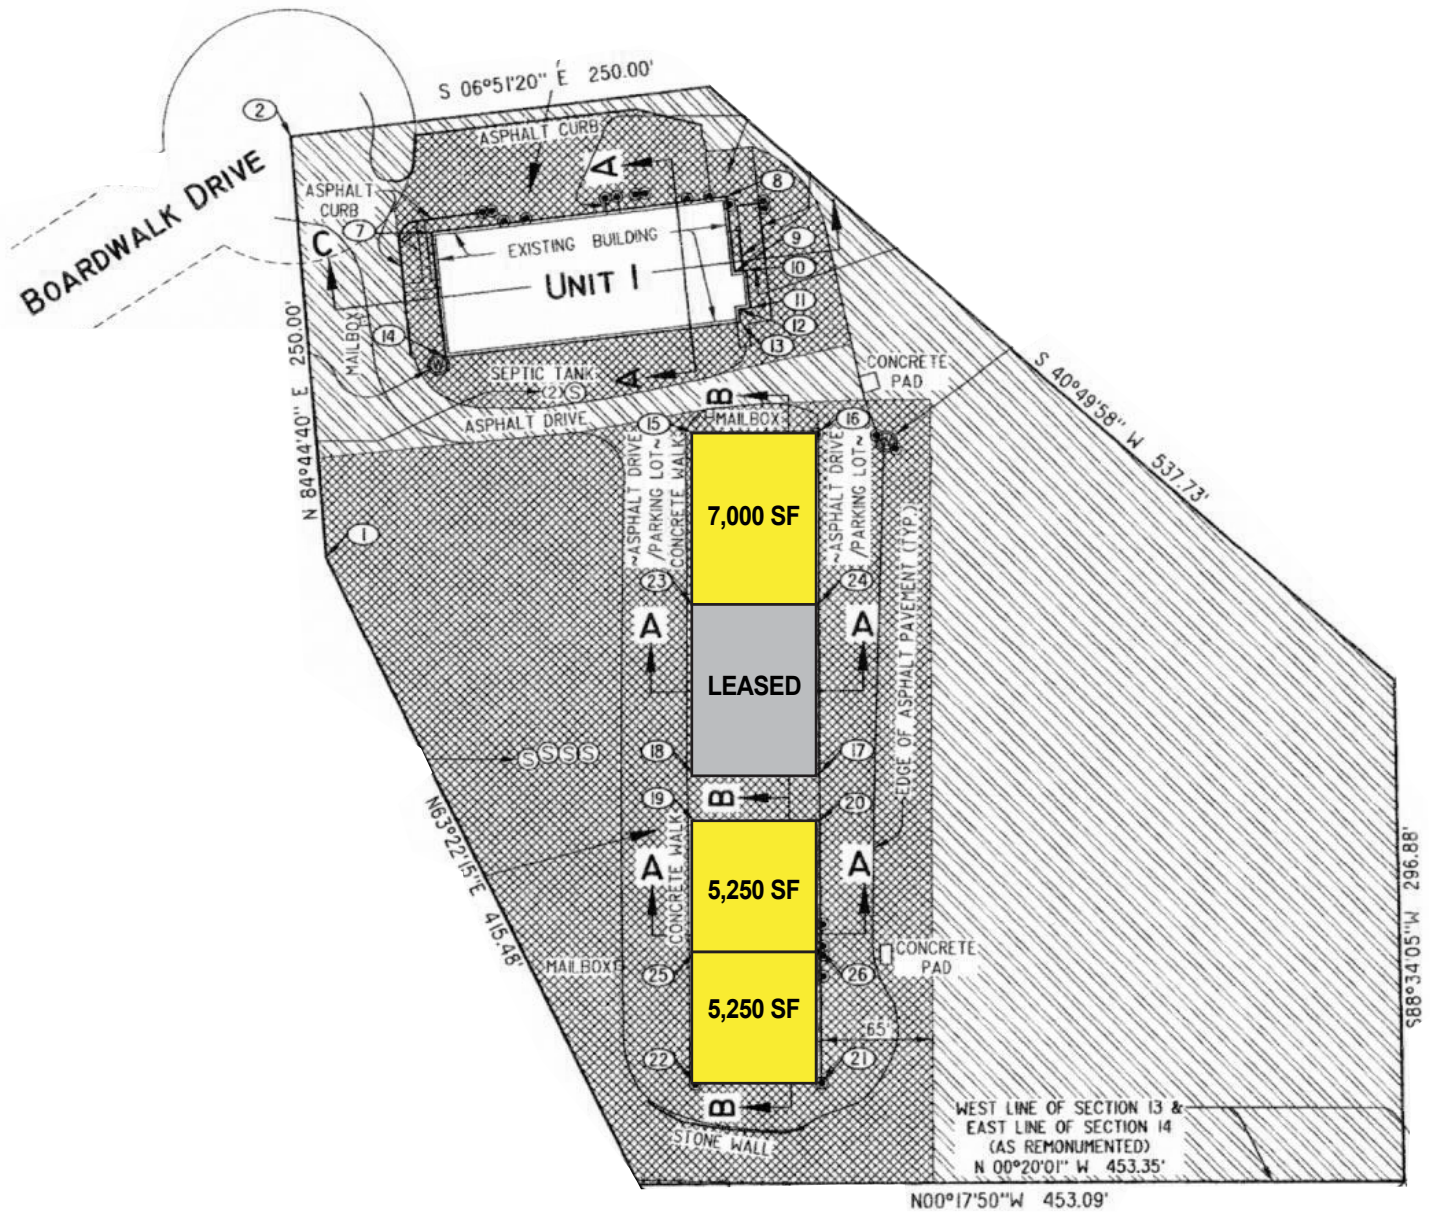 S 06°51'20" E 250.00'
2
ASPHALT CURB
BOARDWALK DRIVE
ASPHALT
CURB
A
8
7
C
EXISTING BUILDING
UNIT 1
9
10
11
12
13
14
W
MAILBOX
N 84°44'40" E 250.00'
SEPTIC TANK
(2) S
A
ASPHALT DRIVE
B
MAILBOX
CONCRETE
PAD
S 40°49'58" W 537.73'
15
16
~ASPHALT DRIVE
/PARKING LOT~
CONCRETE WALK
~ASPHALT DRIVE
/PARKING LOT~
7,000 SF
1
23
24
A
A
EDGE OF ASPHALT PAVEMENT (TYP.)
LEASED
18
17
S S S S
B
19
20
N63°22'15"E 415.48'
A
A
CONCRETE WALK
5,250 SF
S88°34'05"W 296.88'
MAILBOX
25
26
CONCRETE
PAD
5,250 SF
65'
22
21
B
STONE WALL
WEST LINE OF SECTION 13 &
EAST LINE OF SECTION 14
(AS REMONUMENTED)
N 00°20'01" W 453.35'
N00°17'50"W 453.09'